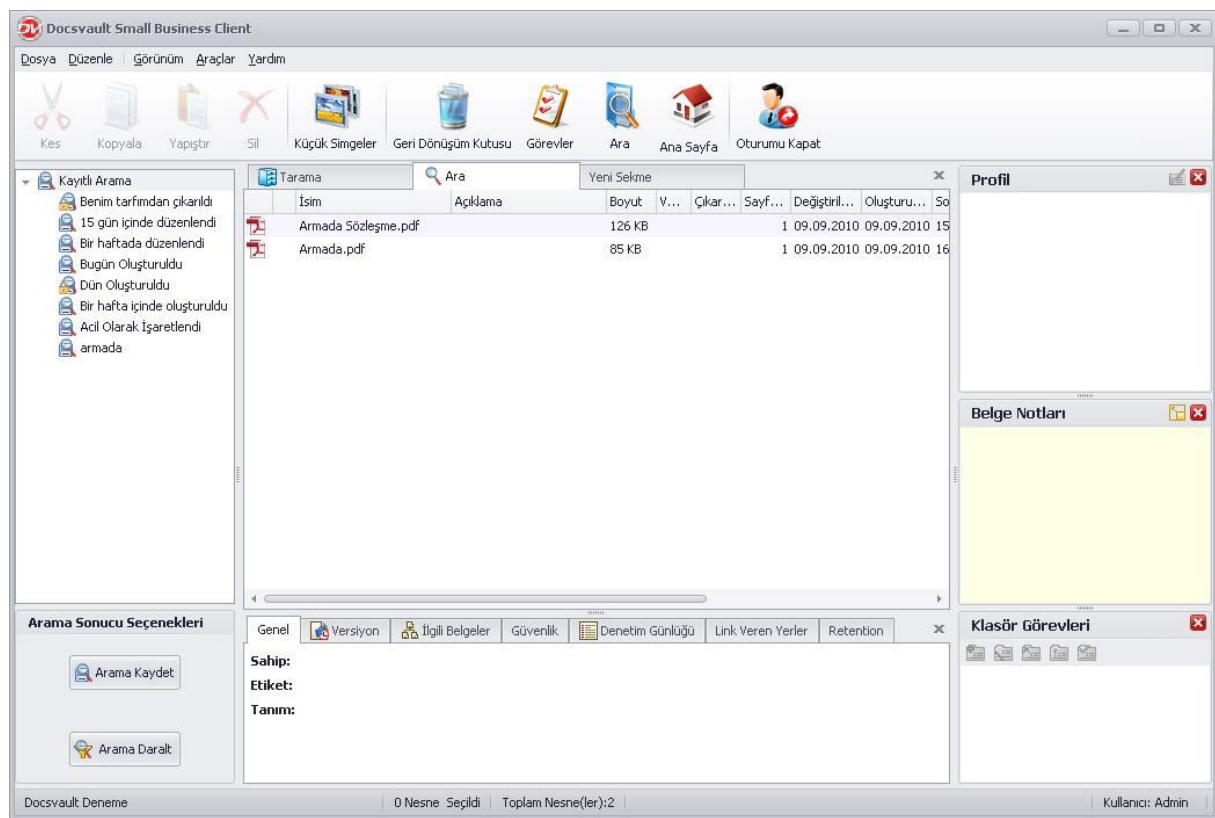 Docsvault Small Business Client
Dosya Düzenle Görünüm Araçlar Yardım
Kes Kopyala Yapıştır Sil Küçük Simgeler Geri Dönüşüm Kutusu Görevler Ara Ana Sayfa Oturumu Kapat
Kayıtlı Arama
Benim tarfımdan çıkarıldı
15 gün içinde düzenlendi
Bir haftada düzenlendi
Bugün Oluşturuldu
Dün Oluşturuldu
Bir hafta içinde oluşturuldu
Acil Olarak İşaretlendi
armada
Arama Sonucu Seçenekleri
Arama Kaydet
Arama Daralt
Tarama Ara Yeni Sekme
İsim Açıklama Boyut V... Çıkar... Sayf... Değiştiril... Oluşturu... So
Armada Sözleşme.pdf 126 KB 1 09.09.2010 09.09.2010 15
Armada.pdf 85 KB 1 09.09.2010 09.09.2010 16
Genel Versiyon İlgili Belgeler Güvenlik Denetim Günlüğü Link Veren Yerler Retention
Sahip:
Etiket:
Tanım:
Profil
Belge Notları
Klasör Görevleri
Docsvault Deneme 0 Nesne Seçildi Toplam Nesne(ler):2 Kullanıcı: Admin